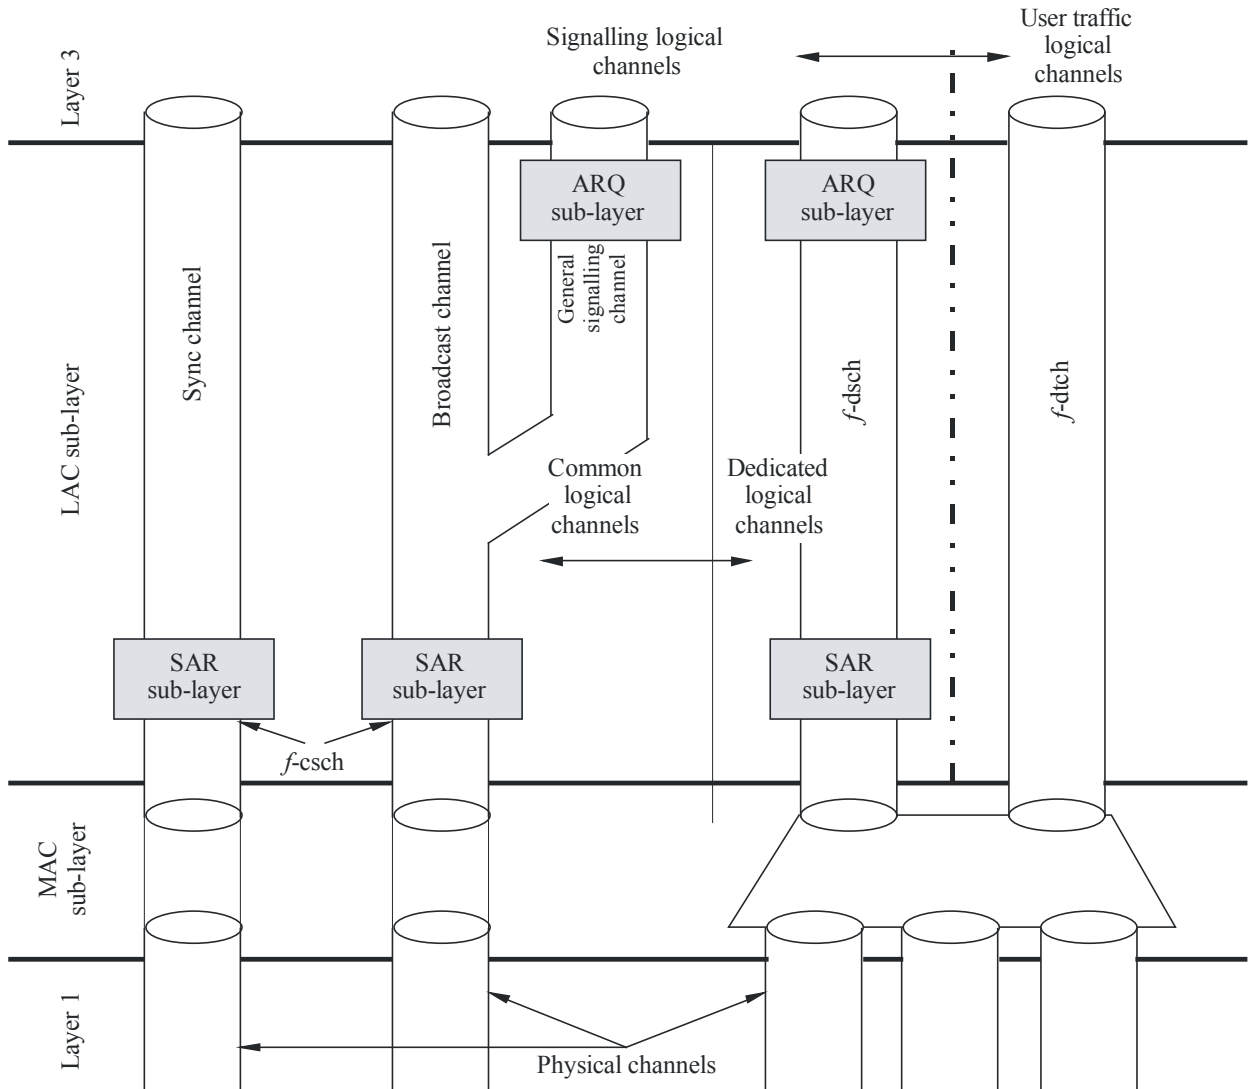 Signalling logical
channels
User traffic
logical
channels
Layer 3
ARQ
sub-layer
ARQ
sub-layer
General
signalling
channel
Sync channel
Broadcast channel
f-dsch
f-dtch
LAC sub-layer
Common
logical
channels
Dedicated
logical
channels
SAR
sub-layer
SAR
sub-layer
SAR
sub-layer
f-csch
MAC
sub-layer
Layer 1
Physical channels